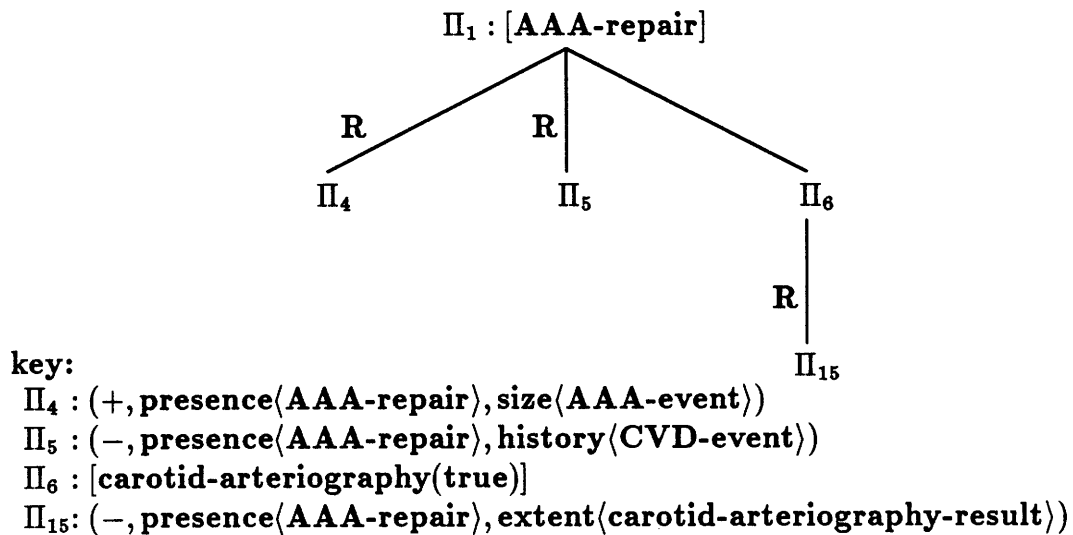 Π₁ : [AAA-repair]
R R
Π₄ Π₅ Π₆
R
Π₁₅
key:
Π₄ : (+, presence⟨AAA-repair⟩, size⟨AAA-event⟩)
Π₅ : (−, presence⟨AAA-repair⟩, history⟨CVD-event⟩)
Π₆ : [carotid-arteriography(true)]
Π₁₅: (−, presence⟨AAA-repair⟩, extent⟨carotid-arteriography-result⟩)